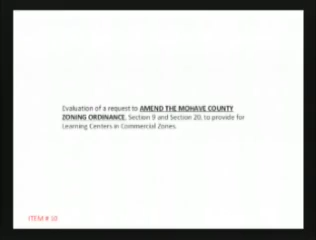 Evaluation of a request to AMEND THE MOHAVE COUNTY
ZONING ORDINANCE, Section 9 and Section 20, to provide for
Learning Centers in Commercial Zones.
ITEM # 10